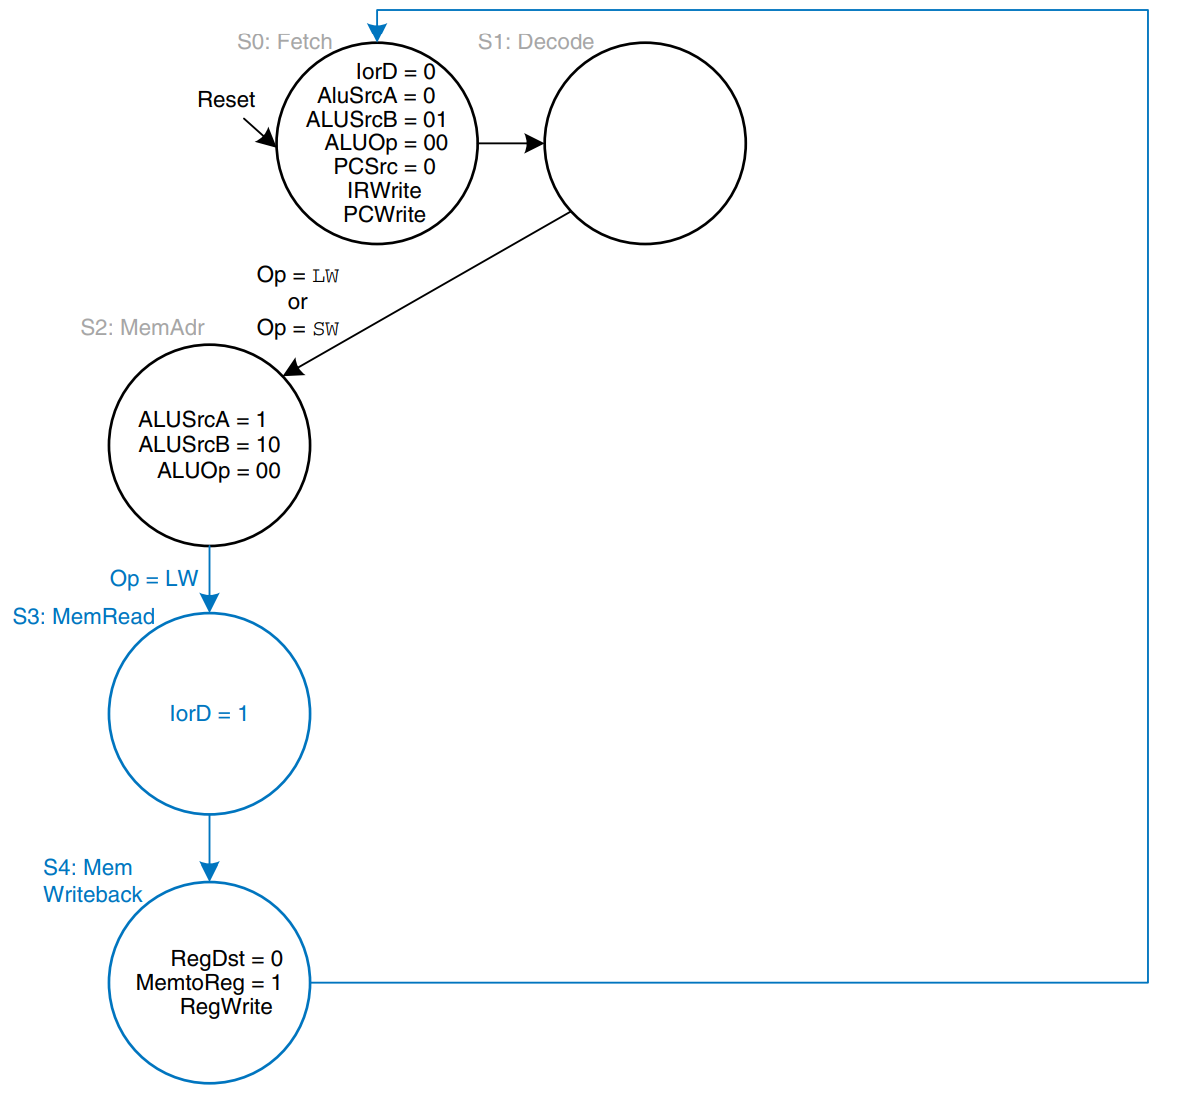 S0: Fetch
S1: Decode
Reset
IorD = 0
AluSrcA = 0
ALUSrcB = 01
ALUOp = 00
PCSrc = 0
IRWrite
PCWrite
Op = LW
or
Op = SW
S2: MemAdr
ALUSrcA = 1
ALUSrcB = 10
ALUOp = 00
Op = LW
S3: MemRead
IorD = 1
S4: Mem
Writeback
RegDst = 0
MemtoReg = 1
RegWrite